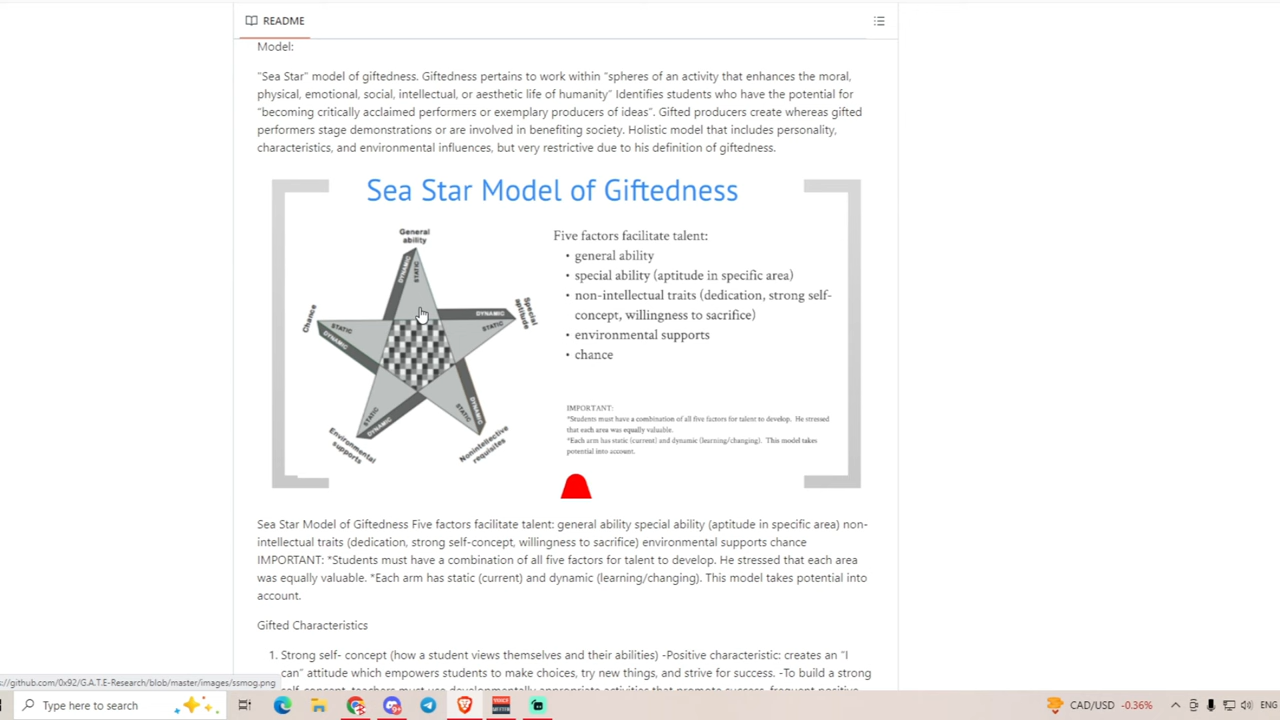 README
Model:
"Sea Star" model of giftedness. Giftedness pertains to work within "spheres of an activity that enhances the moral,
physical, emotional, social, intellectual, or aesthetic life of humanity" Identifies students who have the potential for
"becoming critically acclaimed performers or exemplary producers of ideas". Gifted producers create whereas gifted
performers stage demonstrations or are involved in benefiting society. Holistic model that includes personality,
characteristics, and environmental influences, but very restrictive due to his definition of giftedness.
Sea Star Model of Giftedness
General
ability
DYNAMIC
STATIC
Chance
STATIC
DYNAMIC
DYNAMIC
STATIC
Special
aptitude
STATIC
DYNAMIC
DYNAMIC
STATIC
Environmental
supports
Nonintellective
requisites
Five factors facilitate talent:
• general ability
• special ability (aptitude in specific area)
• non-intellectual traits (dedication, strong self-
concept, willingness to sacrifice)
• environmental supports
• chance
IMPORTANT:
*Students must have a combination of all five factors for talent to develop. He stressed
that each area was equally valuable.
*Each arm has static (current) and dynamic (learning/changing). This model takes
potential into account.
Sea Star Model of Giftedness Five factors facilitate talent: general ability special ability (aptitude in specific area) non-
intellectual traits (dedication, strong self-concept, willingness to sacrifice) environmental supports chance
IMPORTANT: *Students must have a combination of all five factors for talent to develop. He stressed that each area
was equally valuable. *Each arm has static (current) and dynamic (learning/changing). This model takes potential into
account.
Gifted Characteristics
1. Strong self- concept (how a student views themselves and their abilities) -Positive characteristic: creates an "I
can" attitude which empowers students to make choices, try new things, and strive for success. -To build a strong
s://github.com/0x92/G.A.T.E-Research/blob/master/images/ssmog.png
Type here to search
CAD/USD -0.36%
ENG